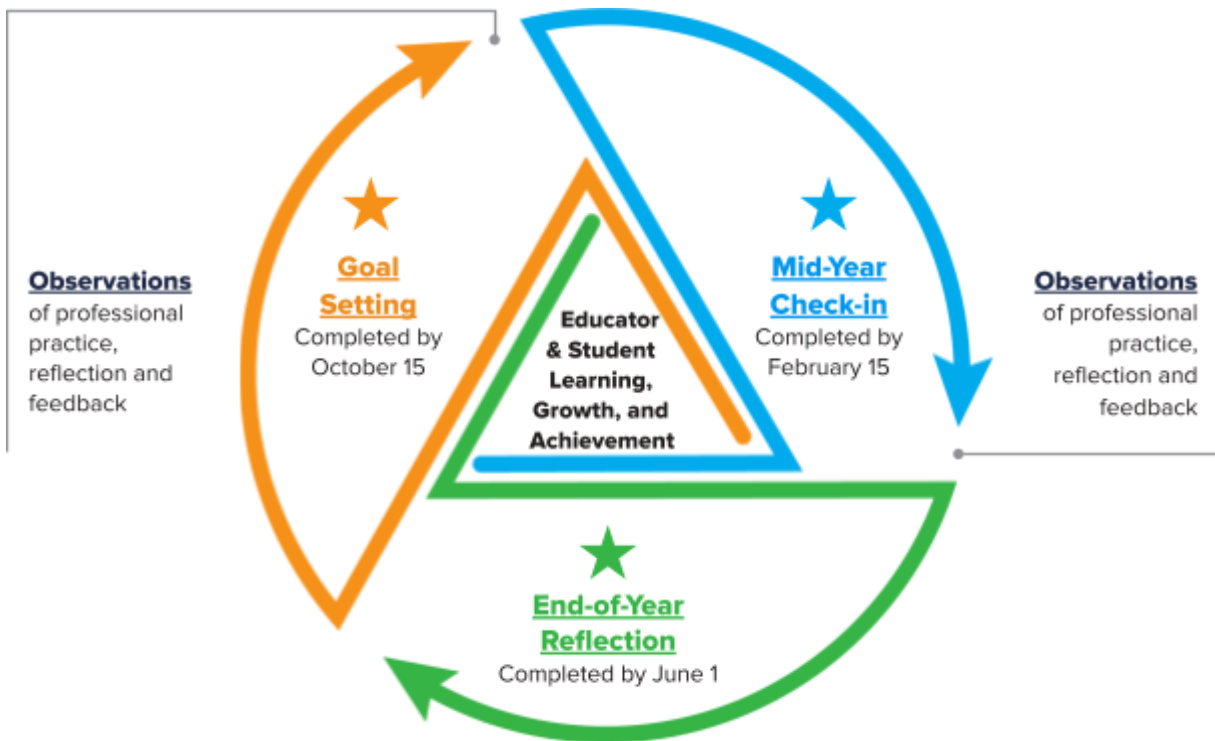 Observations
of professional
practice,
reflection and
feedback
Goal
Setting
Completed by
October 15
Educator
& Student
Learning,
Growth, and
Achievement
Mid-Year
Check-in
Completed by
February 15
Observations
of professional
practice,
reflection and
feedback
End-of-Year
Reflection
Completed by June 1